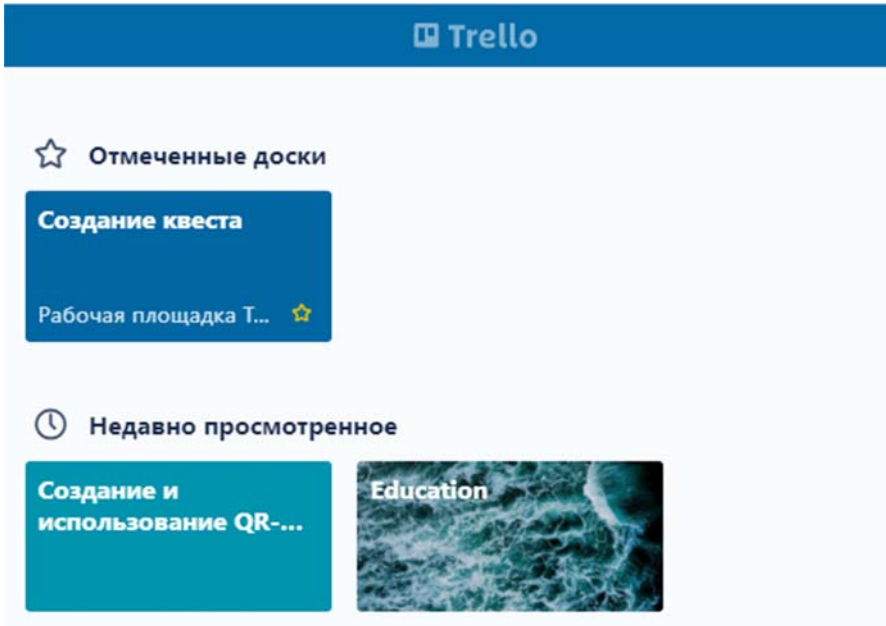 Trello
Отмеченные доски
Создание квеста
Рабочая площадка Т...
Недавно просмотренное
Создание и
использование QR-...
Education